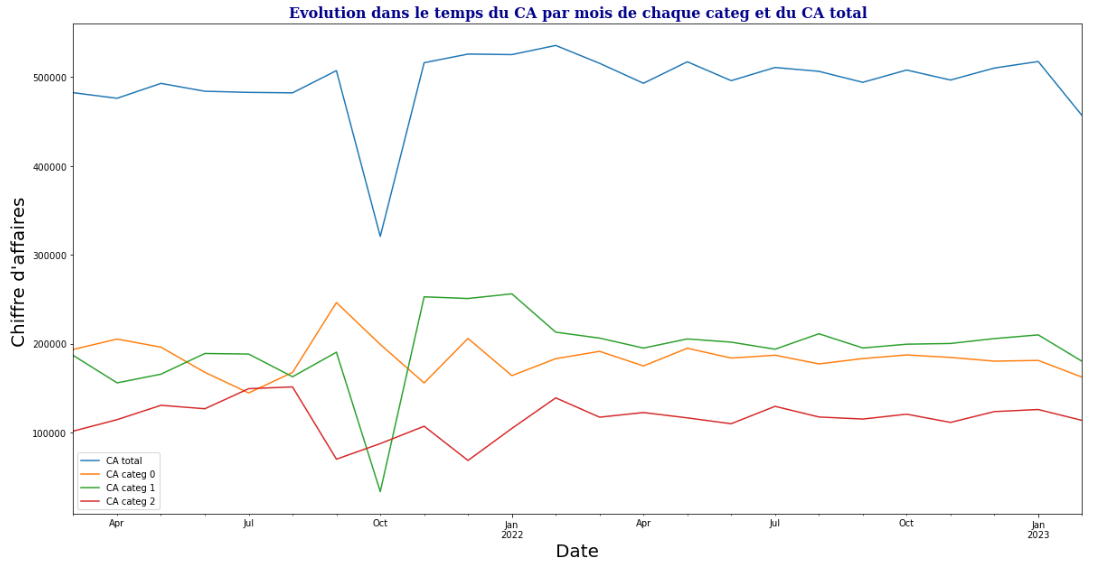 Evolution dans le temps du CA par mois de chaque categ et du CA total
500000
400000
300000
200000
100000
Chiffre d'affaires
CA total
CA categ 0
CA categ 1
CA categ 2
Apr Jul Oct Jan Apr Jul Oct Jan
2022 2023
Date